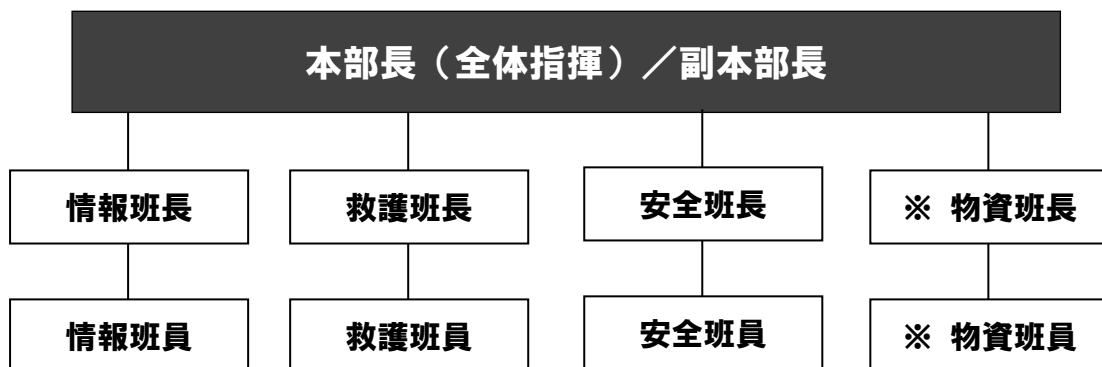 本部長（全体指揮）／副本部長
情報班長
救護班長
安全班長
※ 物資班長
情報班員
救護班員
安全班員
※ 物資班員